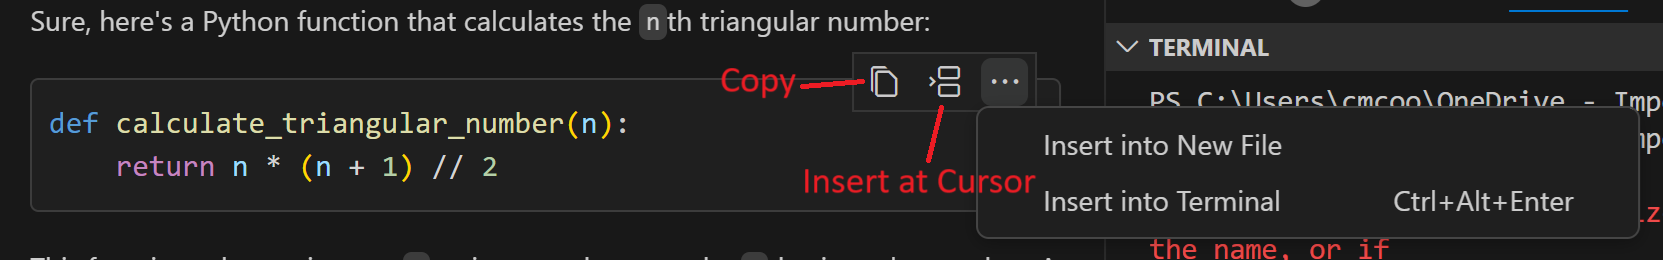 Sure, here's a Python function that calculates the n th triangular number:
TERMINAL
Copy
PS C:\Users\cmcoo\OneDrive - Imp
def calculate_triangular_number(n):
return n * (n + 1) // 2
Insert at Cursor
Insert into New File
Insert into Terminal Ctrl+Alt+Enter
the name, or if